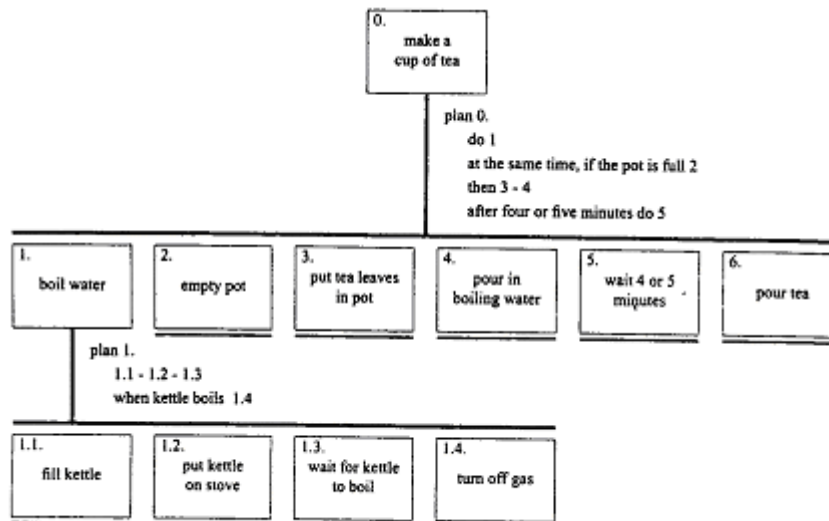 0.
make a
cup of tea
plan 0.
do 1
at the same time, if the pot is full 2
then 3 - 4
after four or five minutes do 5
1.
boil water
2.
empty pot
3.
put tea leaves
in pot
4.
pour in
boiling water
5.
wait 4 or 5
miqutes
6.
pour tea
plan 1.
1.1 - 1.2 - 1.3
when kettle boils 1.4
1.1.
fill kettle
1.2.
put kettle
on stove
1.3.
wait for kettle
to boil
1.4.
turn off gas